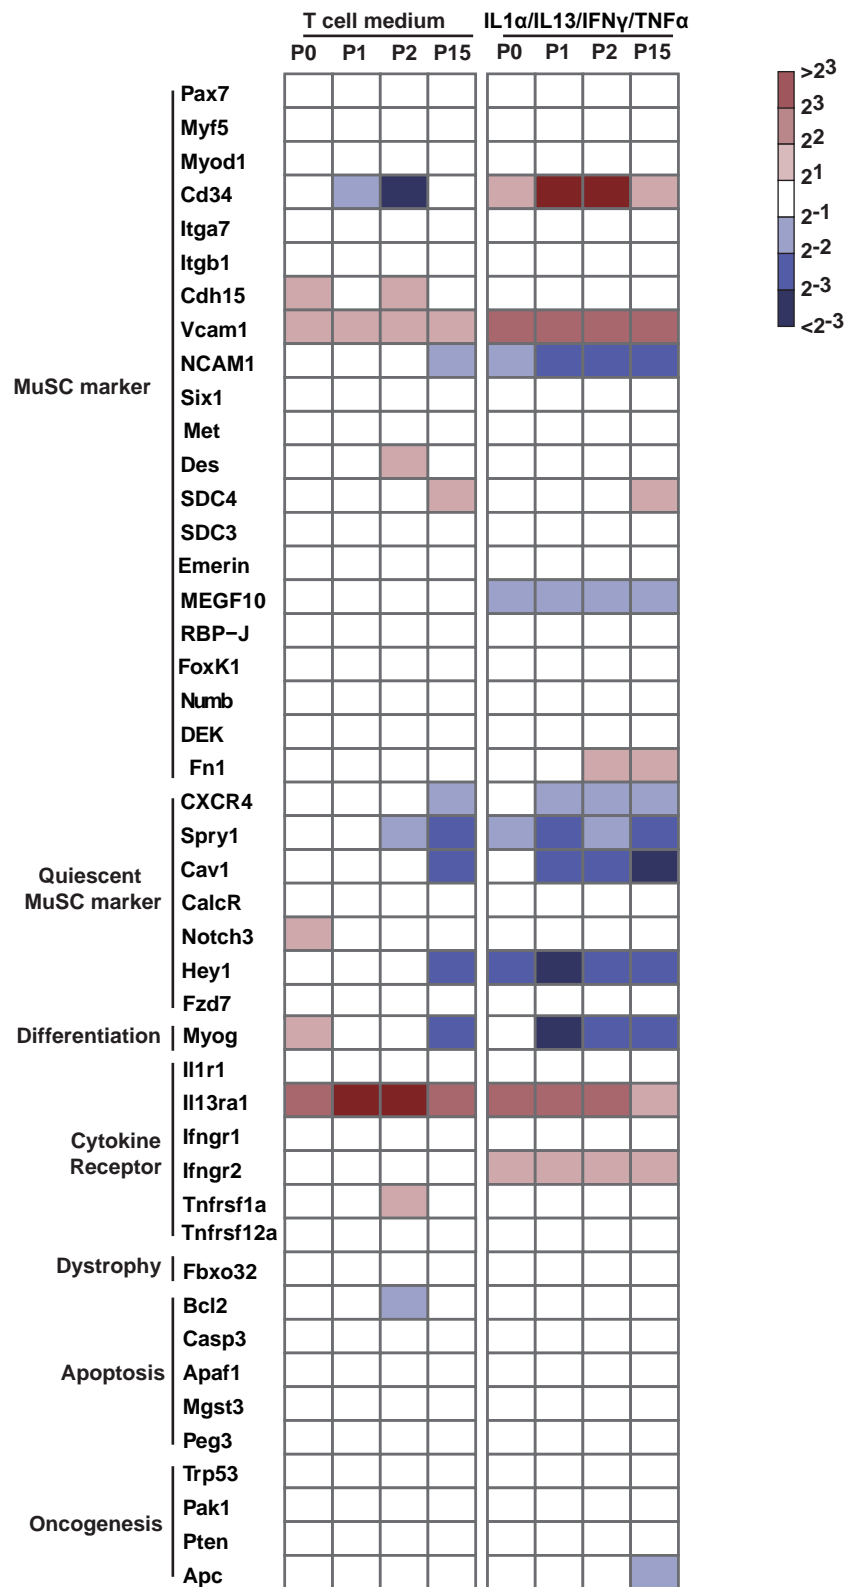 T cell medium IL1α/IL13/IFNγ/TNFα
P0 P1 P2 P15 P0 P1 P2 P15
>2³
2³
2²
2¹
2⁻¹
2⁻²
2⁻³
<2⁻³
Pax7
Myf5
Myod1
Cd34
Itga7
Itgb1
Cdh15
Vcam1
NCAM1
MuSC marker
Six1
Met
Des
SDC4
SDC3
Emerin
MEGF10
RBP−J
FoxK1
Numb
DEK
Fn1
CXCR4
Spry1
Cav1
Quiescent
MuSC marker
CalcR
Notch3
Hey1
Fzd7
Differentiation Myog
Il1r1
Il13ra1
Ifngr1
Cytokine
Receptor
Ifngr2
Tnfrsf1a
Tnfrsf12a
Dystrophy Fbxo32
Bcl2
Casp3
Apoptosis Apaf1
Mgst3
Peg3
Trp53
Pak1
Oncogenesis
Pten
Apc